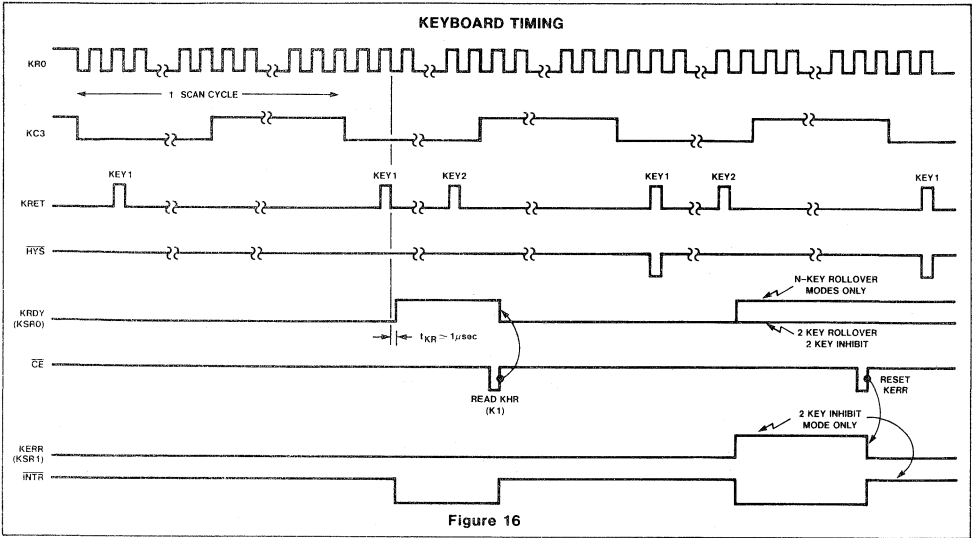 KEYBOARD TIMING
KR0
1 SCAN CYCLE
KC3
KEY1
KEY1
KEY2
KEY1
KEY2
KEY1
KRET
HYS
N-KEY ROLLOVER
MODES ONLY
KRDY
(KSR0)
2 KEY ROLLOVER
2 KEY INHIBIT
tKR ≃ 1μsec
CE
READ KHR
(K1)
RESET
KERR
2 KEY INHIBIT
MODE ONLY
KERR
(KSR1)
INTR
Figure 16